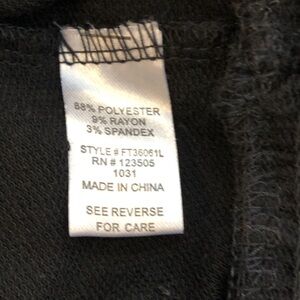 88% POLYESTER
9% RAYON
3% SPANDEX
STYLE # FT36061L
RN # 123505
1031
MADE IN CHINA
SEE REVERSE
FOR CARE